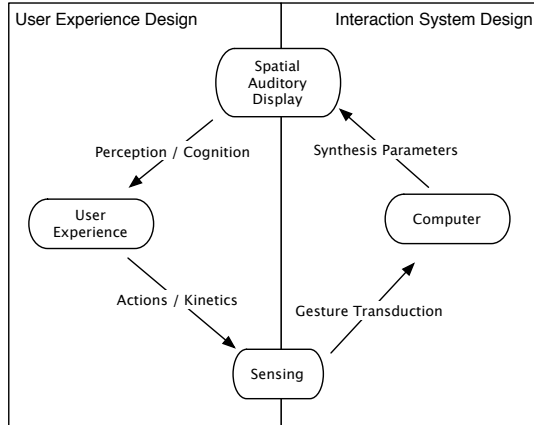 User Experience Design
Interaction System Design
Spatial
Auditory
Display
Perception / Cognition
Synthesis Parameters
User
Experience
Computer
Actions / Kinetics
Gesture Transduction
Sensing